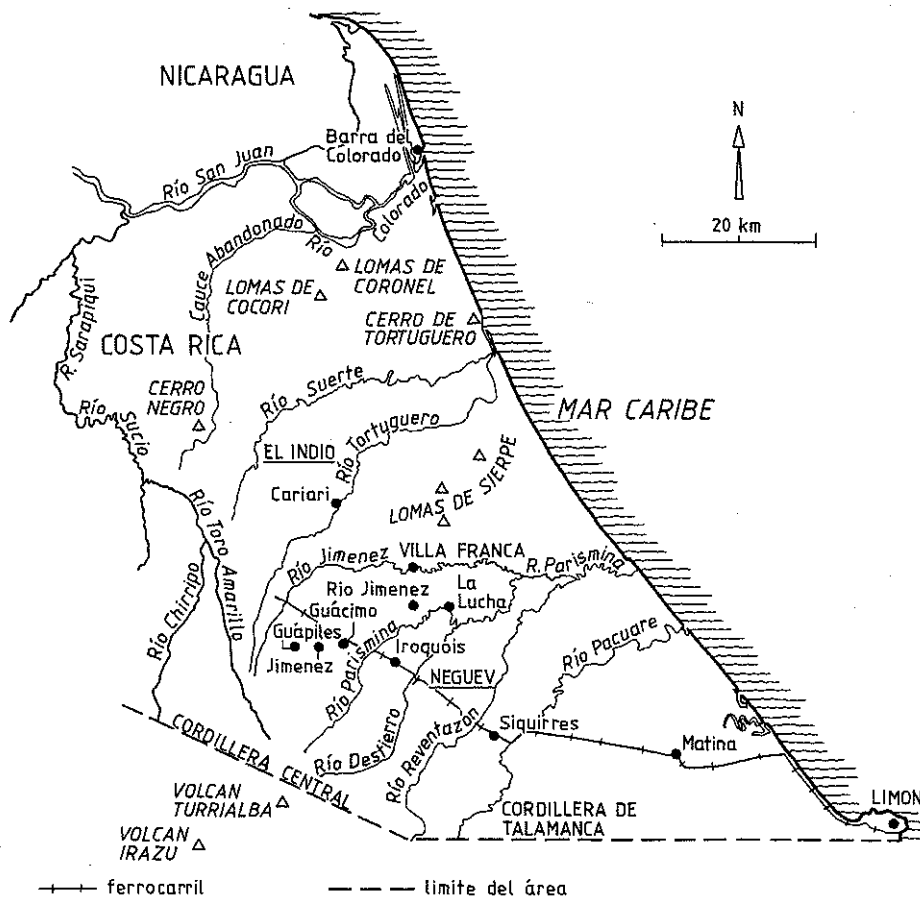 NICARAGUA
N
Barra del
Colorado
Río San Juan
20 km
Río
Colorado
Cauce Abandonado
LOMAS DE
CORONEL
LOMAS DE
COCORI
R. Sarapiqui
CERRO DE
TORTUGUERO
COSTA RICA
CERRO
NEGRO
Río Suerte
MAR CARIBE
Río Sucio
Río Tortuguero
EL INDIO
Cariari
LOMAS DE SIERPE
Río Toro Amarillo
Río Jimenez
VILLA FRANCA
R. Parismina
Rio Jimenez
La
Lucha
Guácimo
Río Chirripo
Guápiles
Jimenez
Río Parismina
Iroquois
Río Pacuare
NEGUEV
CORDILLERA CENTRAL
Siquirres
Matina
Río Destierro
Río Reventazón
VOLCAN
TURRIALBA
CORDILLERA DE
TALAMANCA
LIMON
VOLCAN
IRAZU
ferrocarril
limite del área